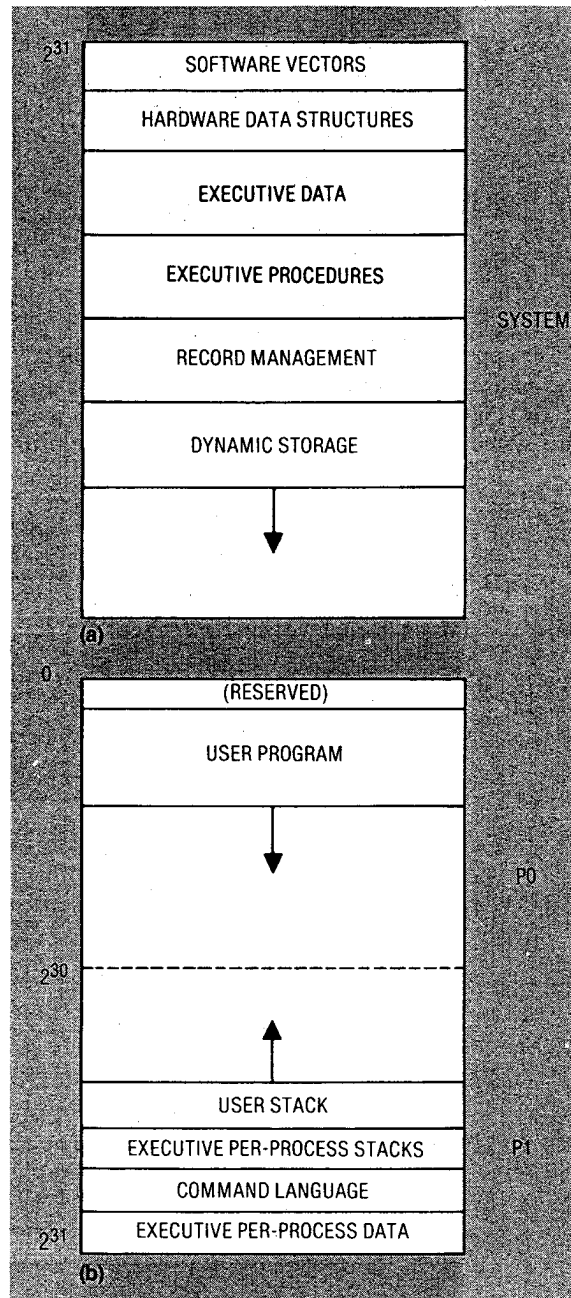 2^31
SOFTWARE VECTORS
HARDWARE DATA STRUCTURES
EXECUTIVE DATA
EXECUTIVE PROCEDURES
SYSTEM
RECORD MANAGEMENT
DYNAMIC STORAGE
(a)
0
(RESERVED)
USER PROGRAM
P0
2^30
USER STACK
EXECUTIVE PER-PROCESS STACKS
P1
COMMAND LANGUAGE
EXECUTIVE PER-PROCESS DATA
2^31
(b)